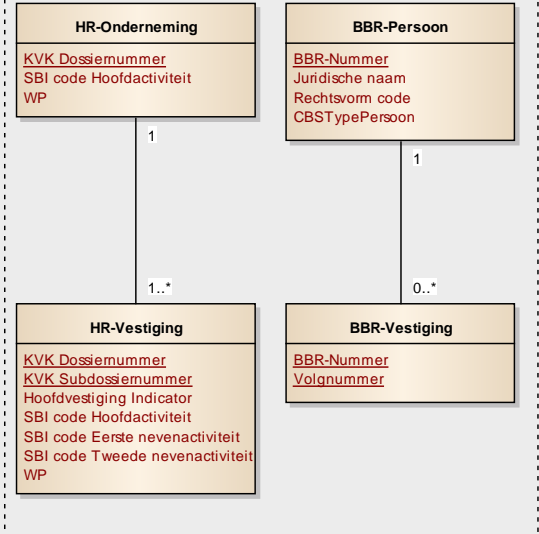 HR-Onderneming
KVK Dossiernummer
SBI code Hoofdactiviteit
WP
1
1..*
HR-Vestiging
KVK Dossiernummer
KVK Subdossiernummer
Hoofdvestiging Indicator
SBI code Hoofdactiviteit
SBI code Eerste nevenactiviteit
SBI code Tweede nevenactiviteit
WP
BBR-Persoon
BBR-Nummer
Juridische naam
Rechtsvorm code
CBSTypePersoon
1
0..*
BBR-Vestiging
BBR-Nummer
Volgnummer